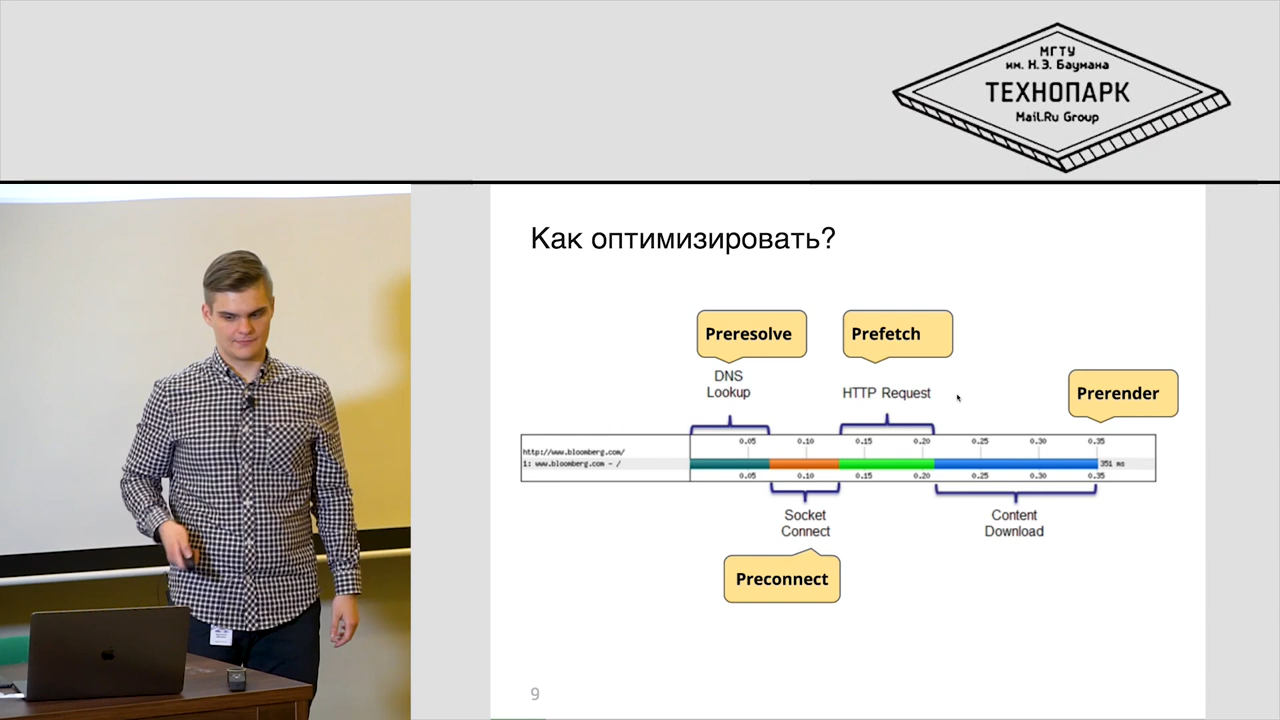 МГТУ
им. Н.Э. Баумана
ТЕХНОПАРК
Mail.Ru Group
Как оптимизировать?
Preresolve
Prefetch
DNS
Lookup
HTTP Request
Prerender
0.05 0.10 0.15 0.20 0.25 0.30 0.35
http://www.bloomberg.com/
1: www.bloomberg.com - /
351 ms
0.05 0.10 0.15 0.20 0.25 0.30 0.35
Socket
Connect
Content
Download
Preconnect
9